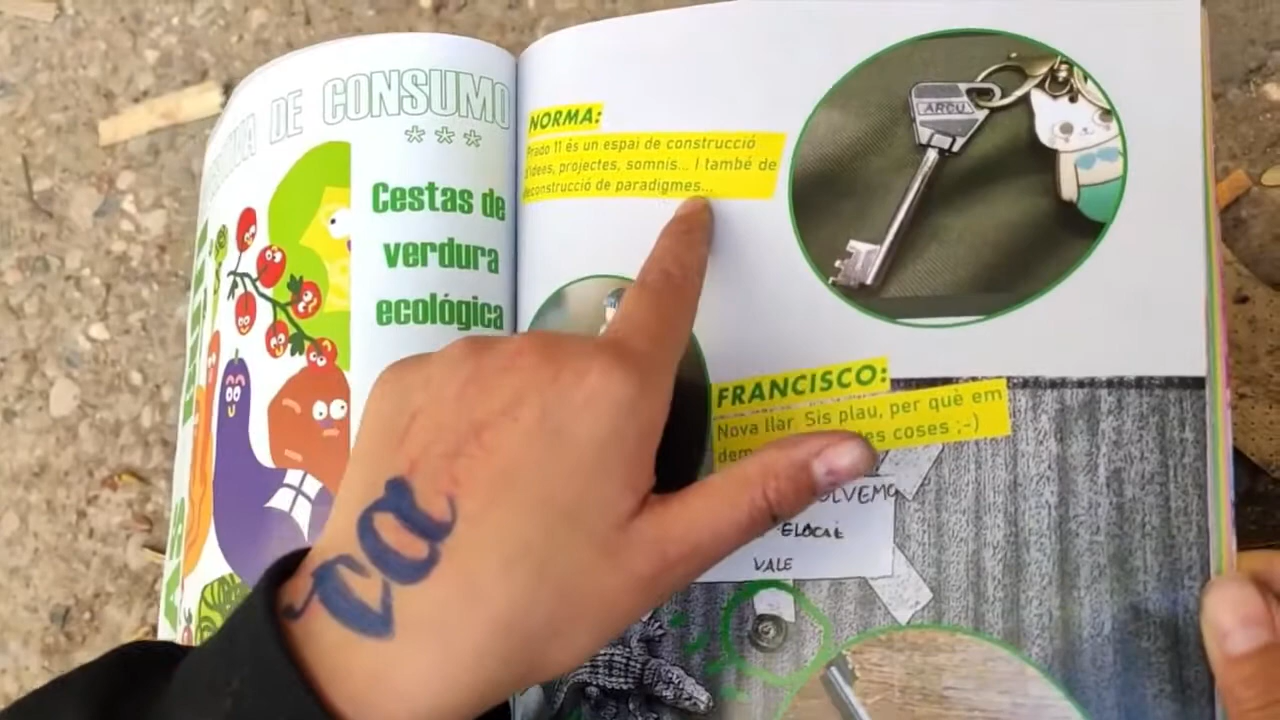 DE CONSUMO
***
Cestas de
verdura
ecológica
NORMA:
Prado 11 és un espai de construcció
d'idees, projectes, somnis... I també de
deconstrucció de paradigmes...
ARCU
FRANCISCO:
Nova llar Sis plau, per què em
coses ;-)
VALE